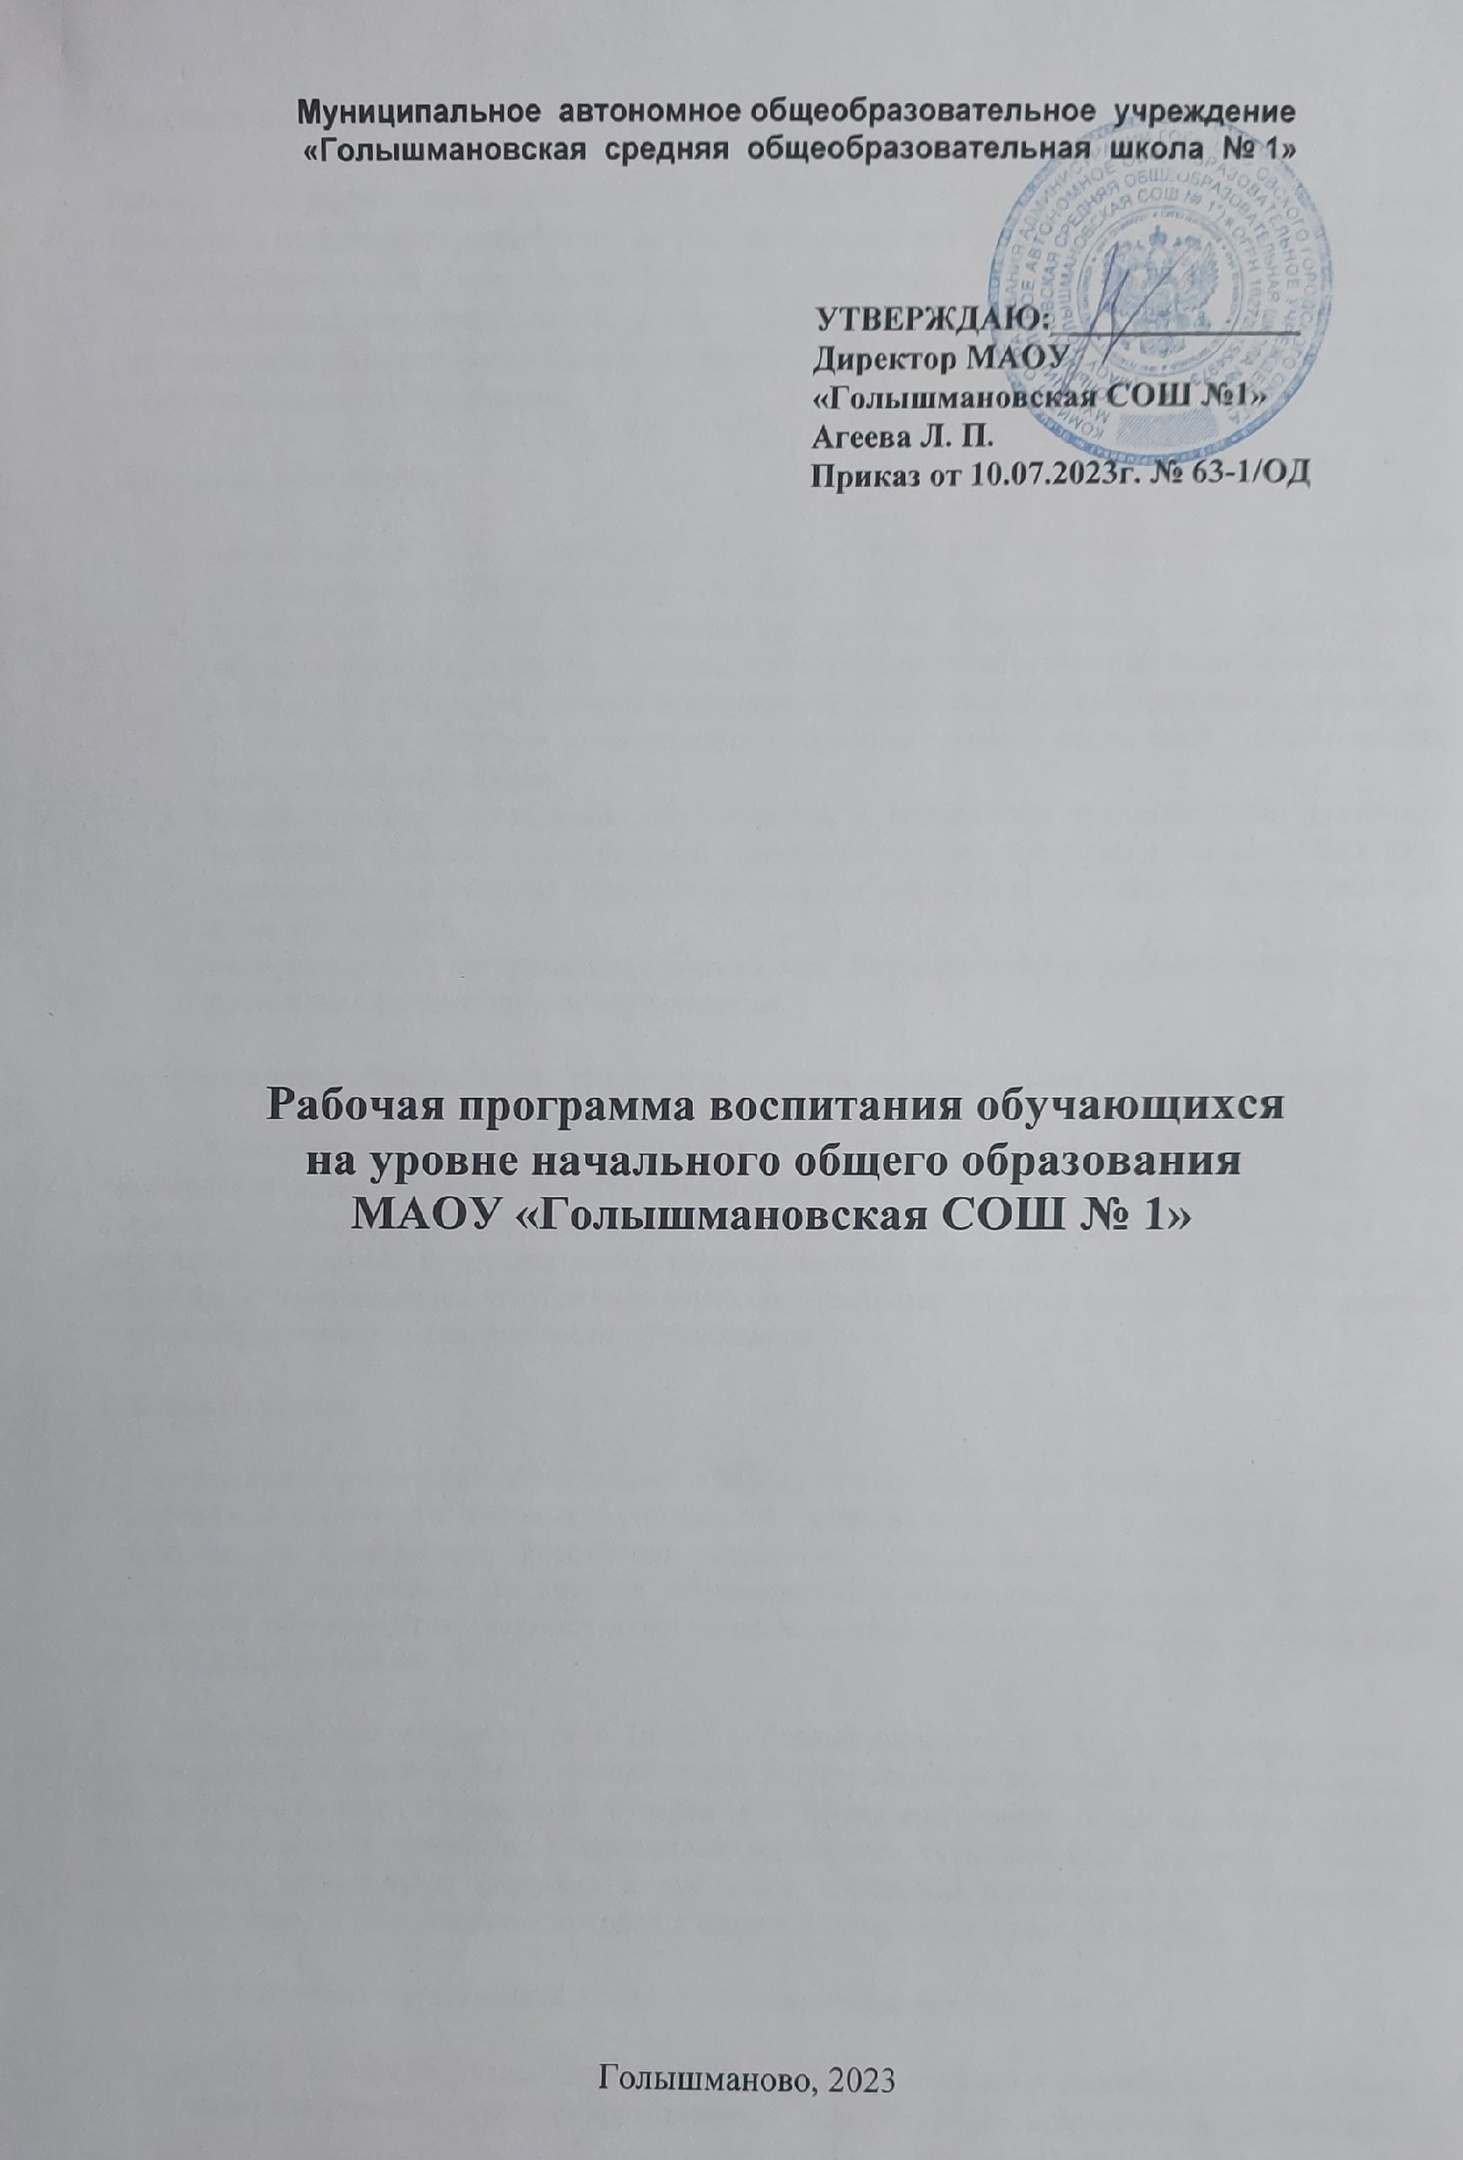 Муниципальное автономное общеобразовательное учреждение
«Голышмановская средняя общеобразовательная школа № 1»
УТВЕРЖДАЮ:
Директор МАОУ
«Голышмановская СОШ №1»
Агеева Л. П.
Приказ от 10.07.2023г. № 63-1/ОД
Рабочая программа воспитания обучающихся
на уровне начального общего образования
МАОУ «Голышмановская СОШ № 1»
Голышманово, 2023